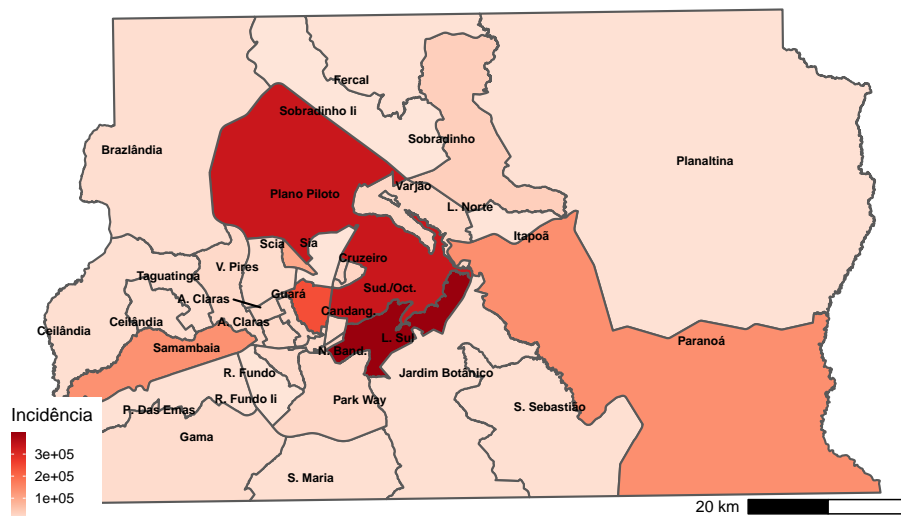 Fercal
Sobradinho Ii
Sobradinho
Brazlândia
Planaltina
Plano Piloto
Varjão
L. Norte
Itapoã
Scia
Sia
Cruzeiro
V. Pires
Taguatinga
Sud./Oct.
A. Claras
Guará
Candang.
Ceilândia
Ceilândia
A. Claras
L. Sul
Paranoá
Samambaia
N. Band.
R. Fundo
Jardim Botânico
R. Fundo Ii
Park Way
S. Sebastião
P. Das Emas
Gama
S. Maria
Incidência
3e+05
2e+05
1e+05
20 km